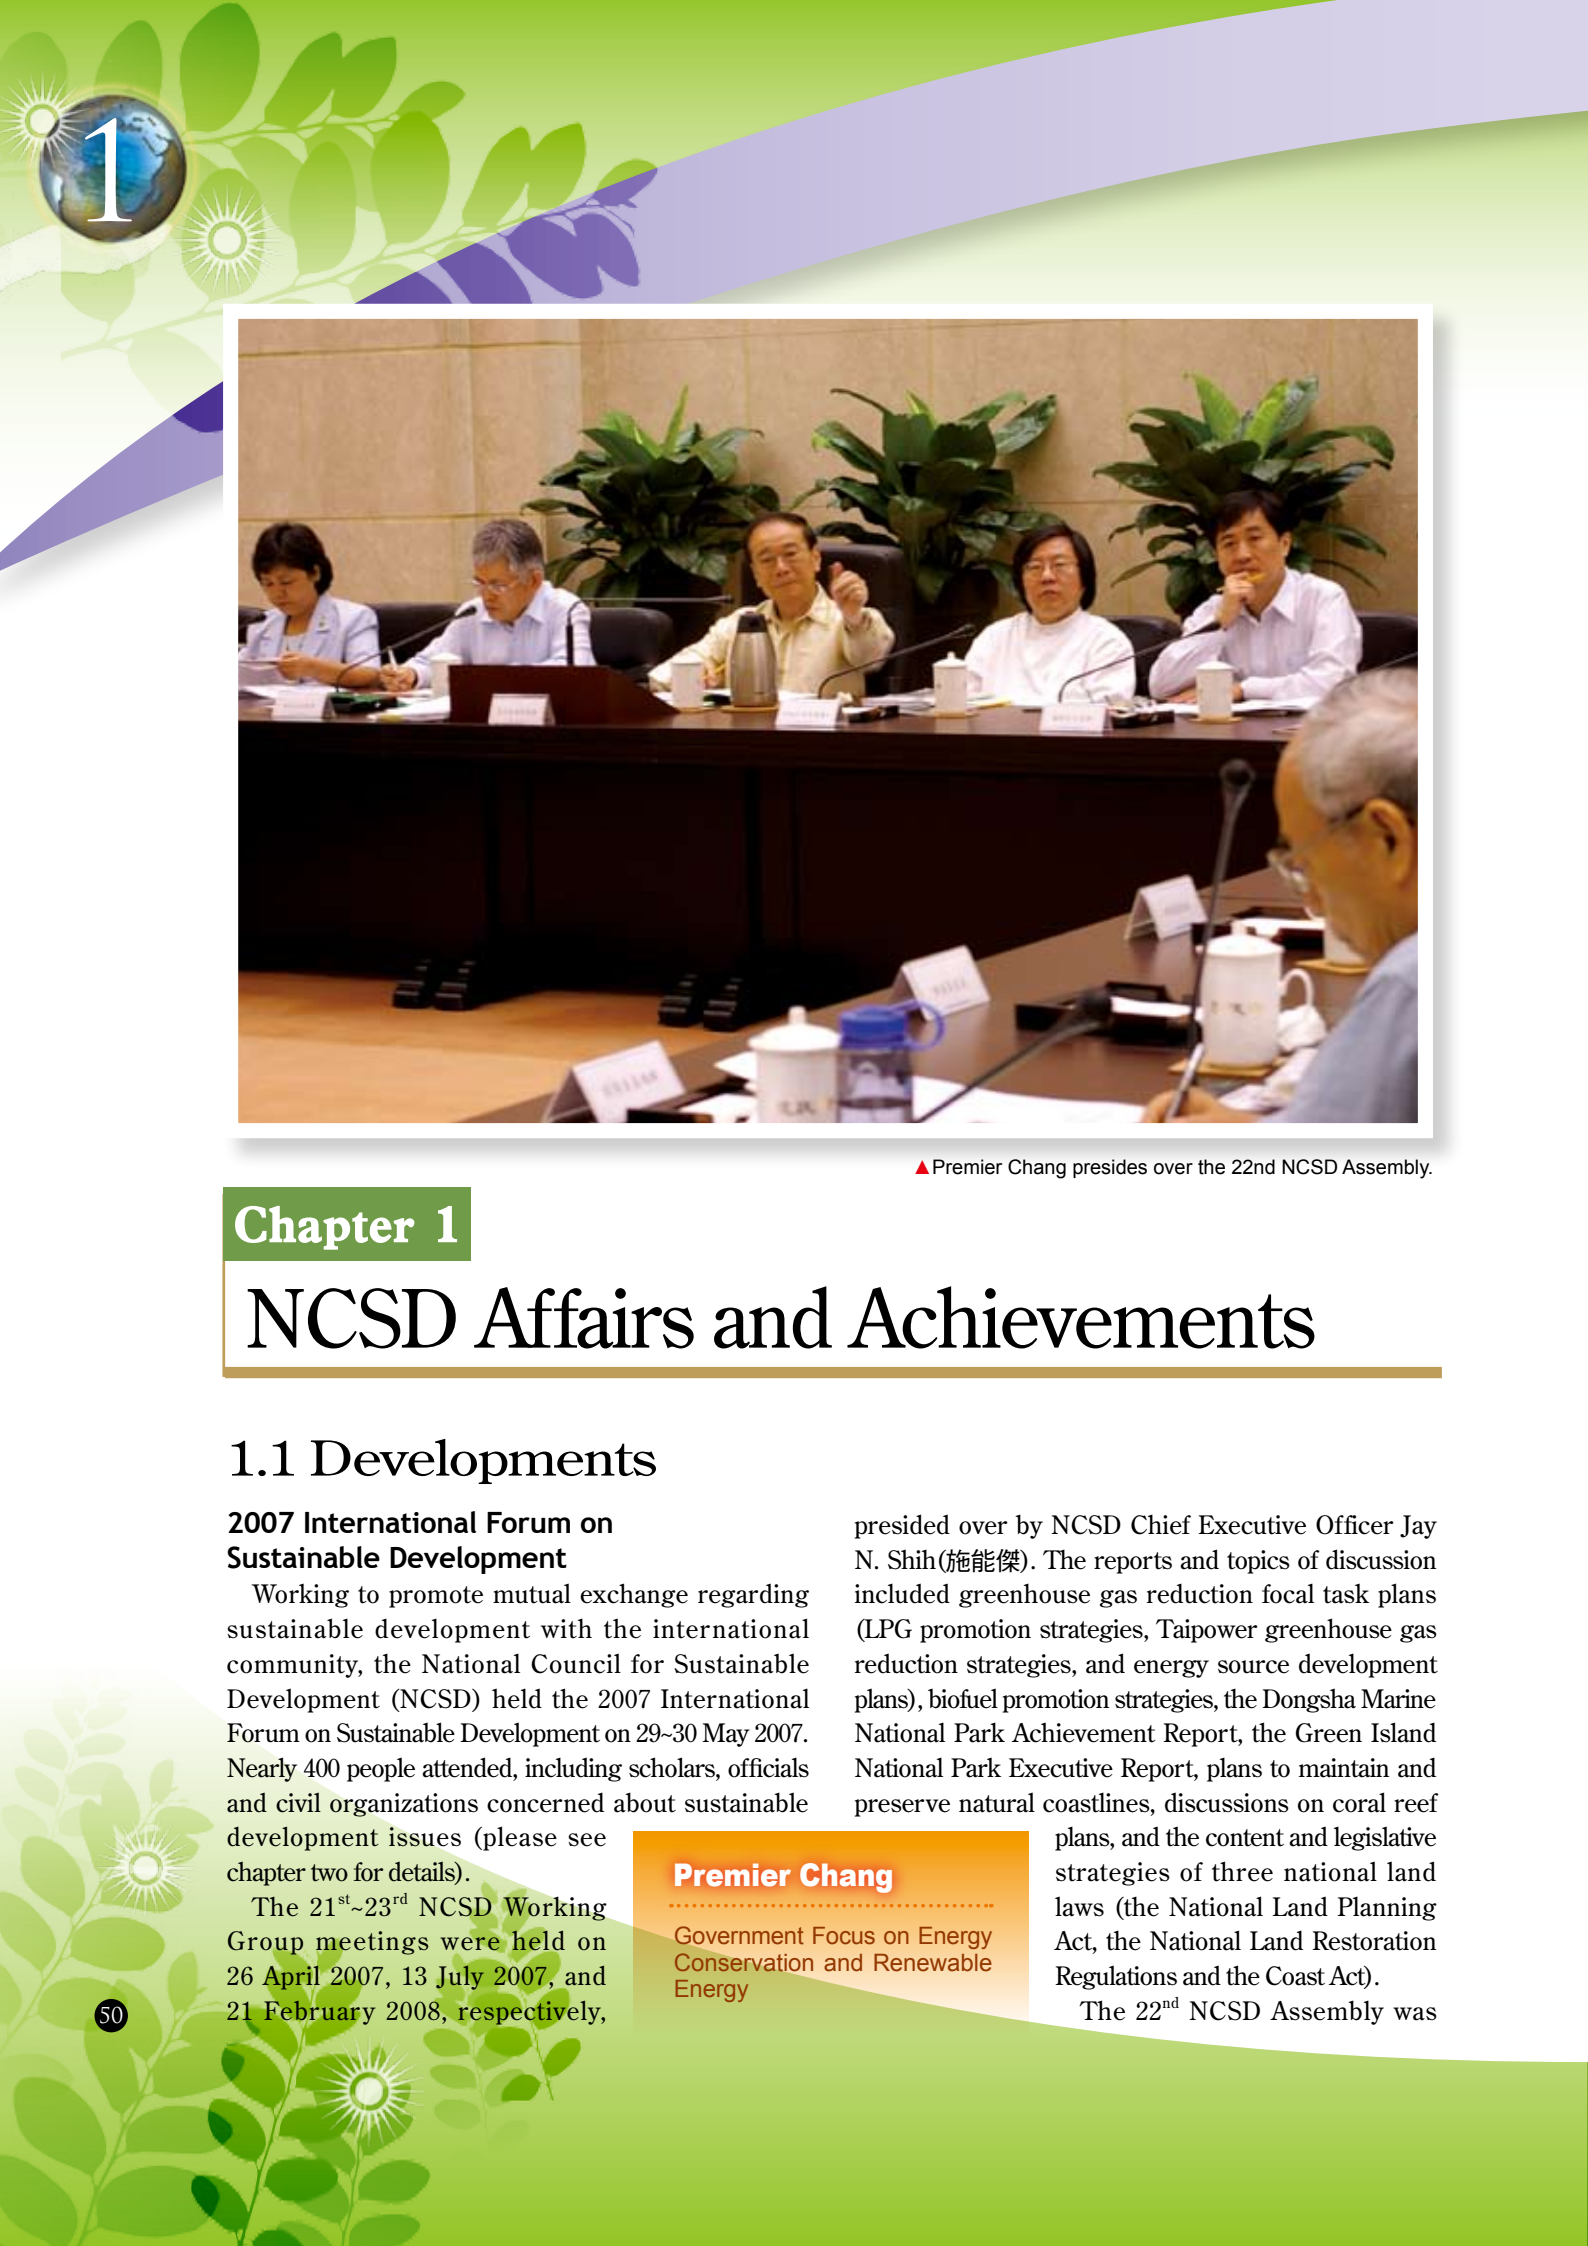 1
▲Premier Chang presides over the 22nd NCSD Assembly.
Chapter 1
NCSD Affairs and Achievements
1.1 Developments
2007 International Forum on
Sustainable Development
Working to promote mutual exchange regarding
sustainable development with the international
community, the National Council for Sustainable
Development (NCSD) held the 2007 International
Forum on Sustainable Development on 29~30 May 2007.
Nearly 400 people attended, including scholars, officials
and civil organizations concerned about sustainable
development issues (please see
chapter two for details).
The 21st~23rd NCSD Working
Group meetings were held on
26 April 2007, 13 July 2007, and
21 February 2008, respectively,
presided over by NCSD Chief Executive Officer Jay
N. Shih(施能傑). The reports and topics of discussion
included greenhouse gas reduction focal task plans
(LPG promotion strategies, Taipower greenhouse gas
reduction strategies, and energy source development
plans), biofuel promotion strategies, the Dongsha Marine
National Park Achievement Report, the Green Island
National Park Executive Report, plans to maintain and
preserve natural coastlines, discussions on coral reef
plans, and the content and legislative
strategies of three national land
laws (the National Land Planning
Act, the National Land Restoration
Regulations and the Coast Act).
The 22nd NCSD Assembly was
Premier Chang
Government Focus on Energy
Conservation and Renewable
Energy
50